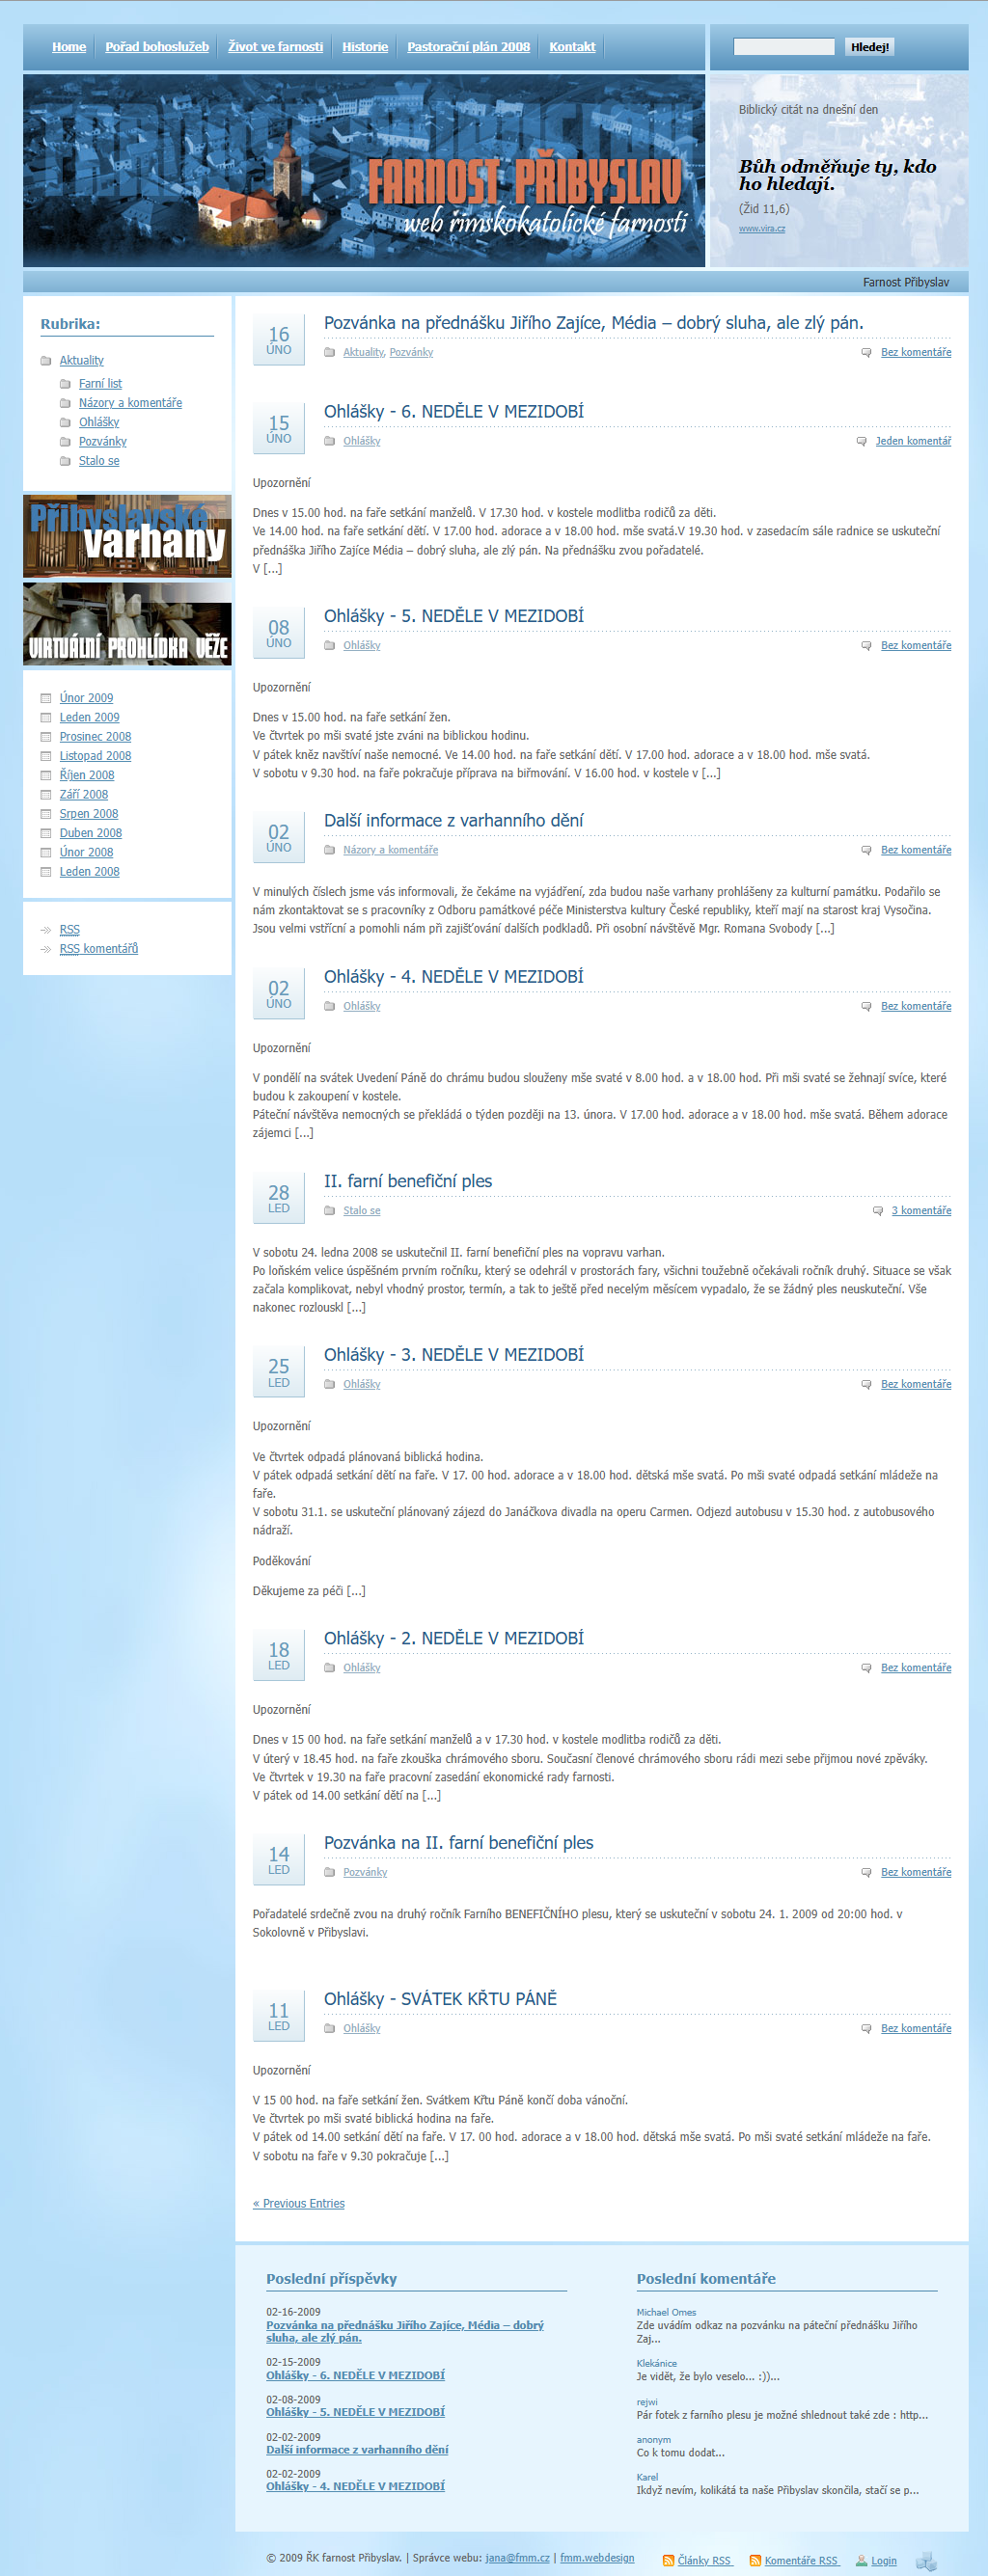 Home
Pořad bohoslužeb
Život ve farnosti
Historie
Pastorační plán 2008
Kontakt
Hledej!
FARNOST PŘIBYSLAV
web římskokatolické farnosti
Biblický citát na dnešní den
Bůh odměňuje ty, kdo
ho hledají.
(Žid 11,6)
www.vira.cz
Farnost Přibyslav
Rubrika:
Aktuality
Farní list
Názory a komentáře
Ohlášky
Pozvánky
Stalo se
Přibyslavské
varhany
VIRTUÁLNÍ PROHLÍDKA VĚŽE
Únor 2009
Leden 2009
Prosinec 2008
Listopad 2008
Říjen 2008
Září 2008
Srpen 2008
Duben 2008
Únor 2008
Leden 2008
RSS
RSS komentářů
16
ÚNO
Pozvánka na přednášku Jiřího Zajíce, Média – dobrý sluha, ale zlý pán.
Aktuality, Pozvánky
Bez komentáře
15
ÚNO
Ohlášky - 6. NEDĚLE V MEZIDOBÍ
Ohlášky
Jeden komentář
Upozornění
Dnes v 15.00 hod. na faře setkání manželů. V 17.30 hod. v kostele modlitba rodičů za děti.
Ve 14.00 hod. na faře setkání dětí. V 17.00 hod. adorace a v 18.00 hod. mše svatá.V 19.30 hod. v zasedacím sále radnice se uskuteční
přednáška Jiřího Zajíce Média – dobrý sluha, ale zlý pán. Na přednášku zvou pořadatelé.
V [...]
08
ÚNO
Ohlášky - 5. NEDĚLE V MEZIDOBÍ
Ohlášky
Bez komentáře
Upozornění
Dnes v 15.00 hod. na faře setkání žen.
Ve čtvrtek po mši svaté jste zváni na biblickou hodinu.
V pátek kněz navštíví naše nemocné. Ve 14.00 hod. na faře setkání dětí. V 17.00 hod. adorace a v 18.00 hod. mše svatá.
V sobotu v 9.30 hod. na faře pokračuje příprava na biřmování. V 16.00 hod. v kostele v [...]
02
ÚNO
Další informace z varhanního dění
Názory a komentáře
Bez komentáře
V minulých číslech jsme vás informovali, že čekáme na vyjádření, zda budou naše varhany prohlášeny za kulturní památku. Podařilo se
nám zkontaktovat se s pracovníky z Odboru památkové péče Ministerstva kultury České republiky, kteří mají na starost kraj Vysočina.
Jsou velmi vstřícní a pomohli nám při zajišťování dalších podkladů. Při osobní návštěvě Mgr. Romana Svobody [...]
02
ÚNO
Ohlášky - 4. NEDĚLE V MEZIDOBÍ
Ohlášky
Bez komentáře
Upozornění
V pondělí na svátek Uvedení Páně do chrámu budou slouženy mše svaté v 8.00 hod. a v 18.00 hod. Při mši svaté se žehnají svíce, které
budou k zakoupení v kostele.
Páteční návštěva nemocných se překládá o týden později na 13. února. V 17.00 hod. adorace a v 18.00 hod. mše svatá. Během adorace
zájemci [...]
28
LED
II. farní benefiční ples
Stalo se
3 komentáře
V sobotu 24. ledna 2008 se uskutečnil II. farní benefiční ples na vopravu varhan.
Po loňském velice úspěšném prvním ročníku, který se odehrál v prostorách fary, všichni toužebně očekávali ročník druhý. Situace se však
začala komplikovat, nebyl vhodný prostor, termín, a tak to ještě před necelým měsícem vypadalo, že se žádný ples neuskuteční. Vše
nakonec rozlouskl [...]
25
LED
Ohlášky - 3. NEDĚLE V MEZIDOBÍ
Ohlášky
Bez komentáře
Upozornění
Ve čtvrtek odpadá plánovaná biblická hodina.
V pátek odpadá setkání dětí na faře. V 17. 00 hod. adorace a v 18.00 hod. dětská mše svatá. Po mši svaté odpadá setkání mládeže na
faře.
V sobotu 31.1. se uskuteční plánovaný zájezd do Janáčkova divadla na operu Carmen. Odjezd autobusu v 15.30 hod. z autobusového
nádraží.
Poděkování
Děkujeme za péči [...]
18
LED
Ohlášky - 2. NEDĚLE V MEZIDOBÍ
Ohlášky
Bez komentáře
Upozornění
Dnes v 15 00 hod. na faře setkání manželů a v 17.30 hod. v kostele modlitba rodičů za děti.
V úterý v 18.45 hod. na faře zkouška chrámového sboru. Současní členové chrámového sboru rádi mezi sebe přijmou nové zpěváky.
Ve čtvrtek v 19.30 na faře pracovní zasedání ekonomické rady farnosti.
V pátek od 14.00 setkání dětí na [...]
14
LED
Pozvánka na II. farní benefiční ples
Pozvánky
Bez komentáře
Pořadatelé srdečně zvou na druhý ročník Farního BENEFIČNÍHO plesu, který se uskuteční v sobotu 24. 1. 2009 od 20:00 hod. v
Sokolovně v Přibyslavi.
11
LED
Ohlášky - SVÁTEK KŘTU PÁNĚ
Ohlášky
Bez komentáře
Upozornění
V 15 00 hod. na faře setkání žen. Svátkem Křtu Páně končí doba vánoční.
Ve čtvrtek po mši svaté biblická hodina na faře.
V pátek od 14.00 setkání dětí na faře. V 17. 00 hod. adorace a v 18.00 hod. dětská mše svatá. Po mši svaté setkání mládeže na faře.
V sobotu na faře v 9.30 pokračuje [...]
« Previous Entries
Poslední příspěvky
02-16-2009
Pozvánka na přednášku Jiřího Zajíce, Média – dobrý
sluha, ale zlý pán.
02-15-2009
Ohlášky - 6. NEDĚLE V MEZIDOBÍ
02-08-2009
Ohlášky - 5. NEDĚLE V MEZIDOBÍ
02-02-2009
Další informace z varhanního dění
02-02-2009
Ohlášky - 4. NEDĚLE V MEZIDOBÍ
Poslední komentáře
Michael Omes
Zde uvádím odkaz na pozvánku na páteční přednášku Jiřího
Zaj...
Klekánice
Je vidět, že bylo veselo... :))...
rejwi
Pár fotek z farního plesu je možné shlednout také zde : http...
anonym
Co k tomu dodat...
Karel
Ikdyž nevím, kolikátá ta naše Přibyslav skončila, stačí se p...
© 2009 ŘK farnost Přibyslav. | Správce webu: jana@fmm.cz | fmm.webdesign
Články RSS
Komentáře RSS
Login